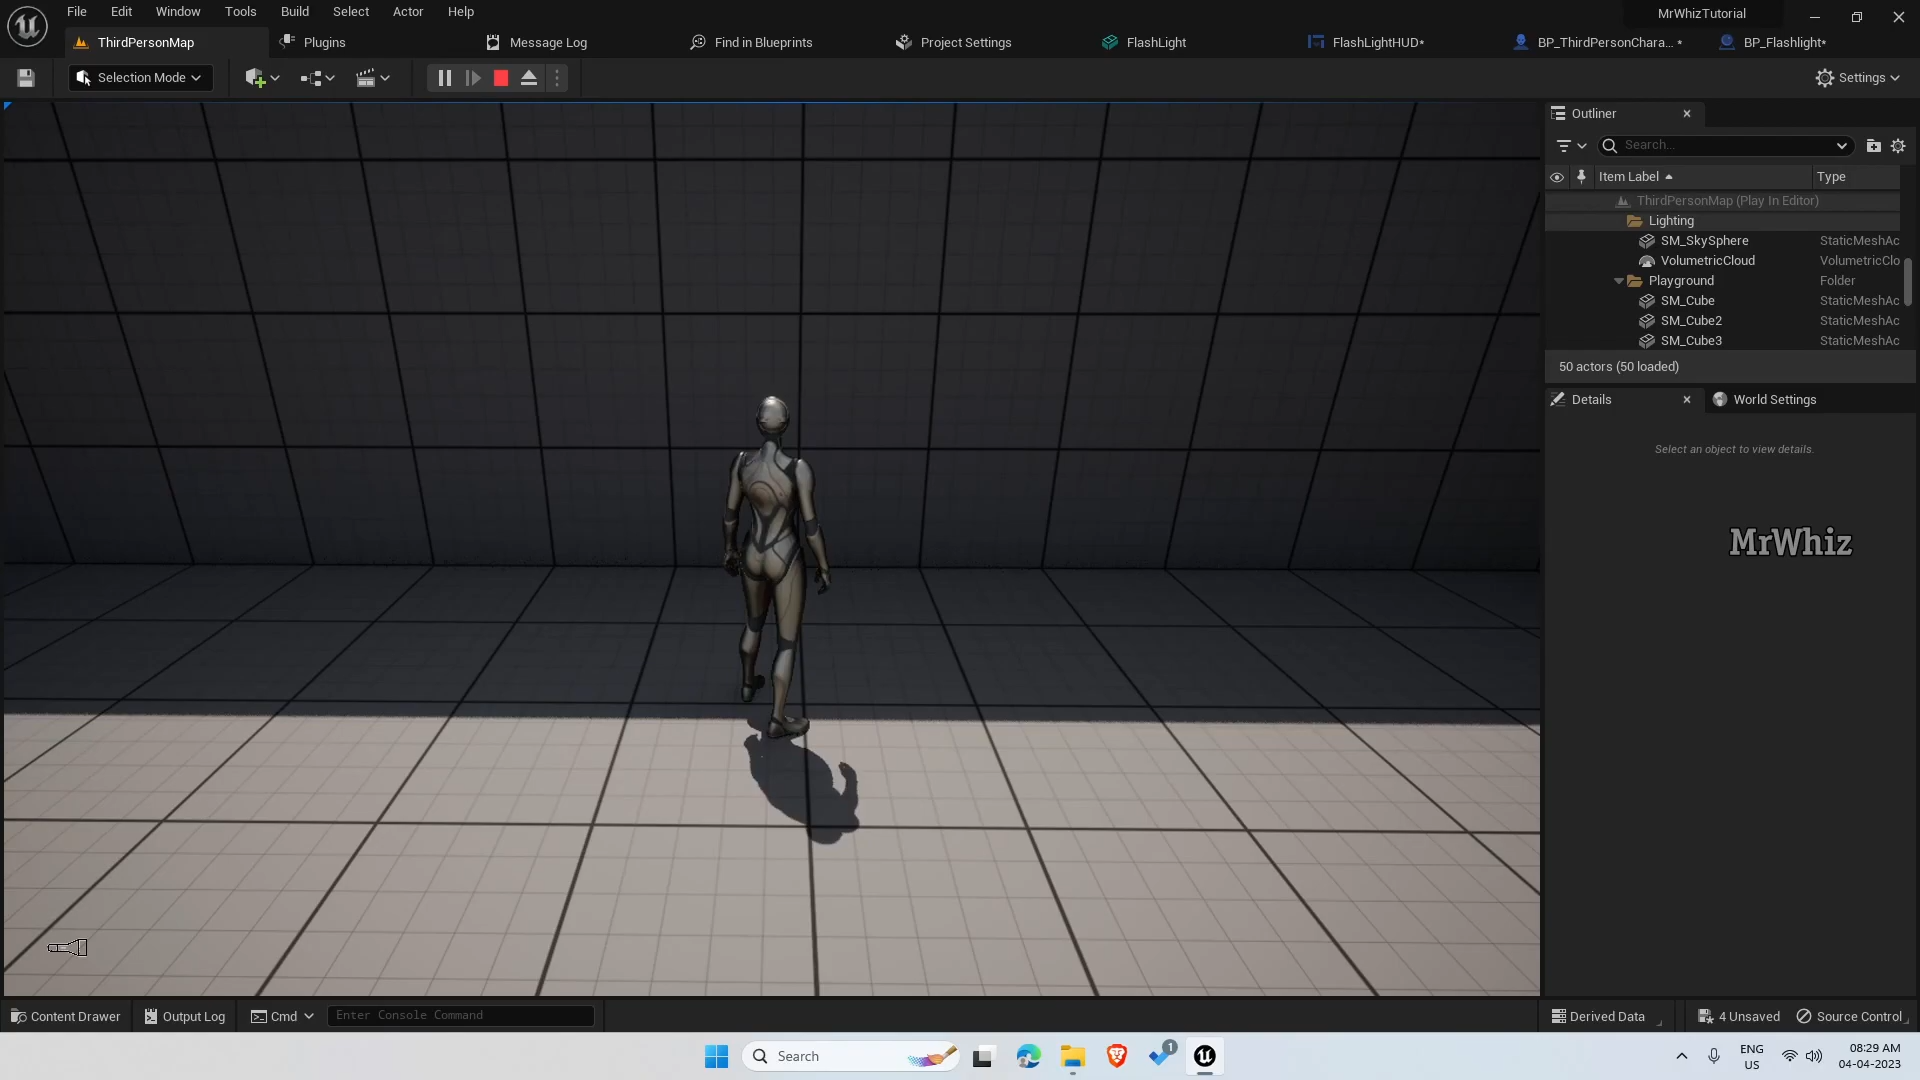 File Edit Window Tools Build Select Actor Help
MrWhizTutorial
ThirdPersonMap Plugins Message Log Find in Blueprints Project Settings FlashLight FlashLightHUD* BP_ThirdPersonChara... * BP_Flashlight*
Selection Mode Settings
Outliner
Search...
Item Label Type
ThirdPersonMap (Play In Editor)
Lighting
SM_SkySphere StaticMeshAc
VolumetricCloud VolumetricClo
Playground Folder
SM_Cube StaticMeshAc
SM_Cube2 StaticMeshAc
SM_Cube3 StaticMeshAc
50 actors (50 loaded)
Details World Settings
Select an object to view details.
MrWhiz
Content Drawer Output Log Cmd Enter Console Command Derived Data 4 Unsaved Source Control
Search 1 ENG US 08:29 AM
04-04-2023